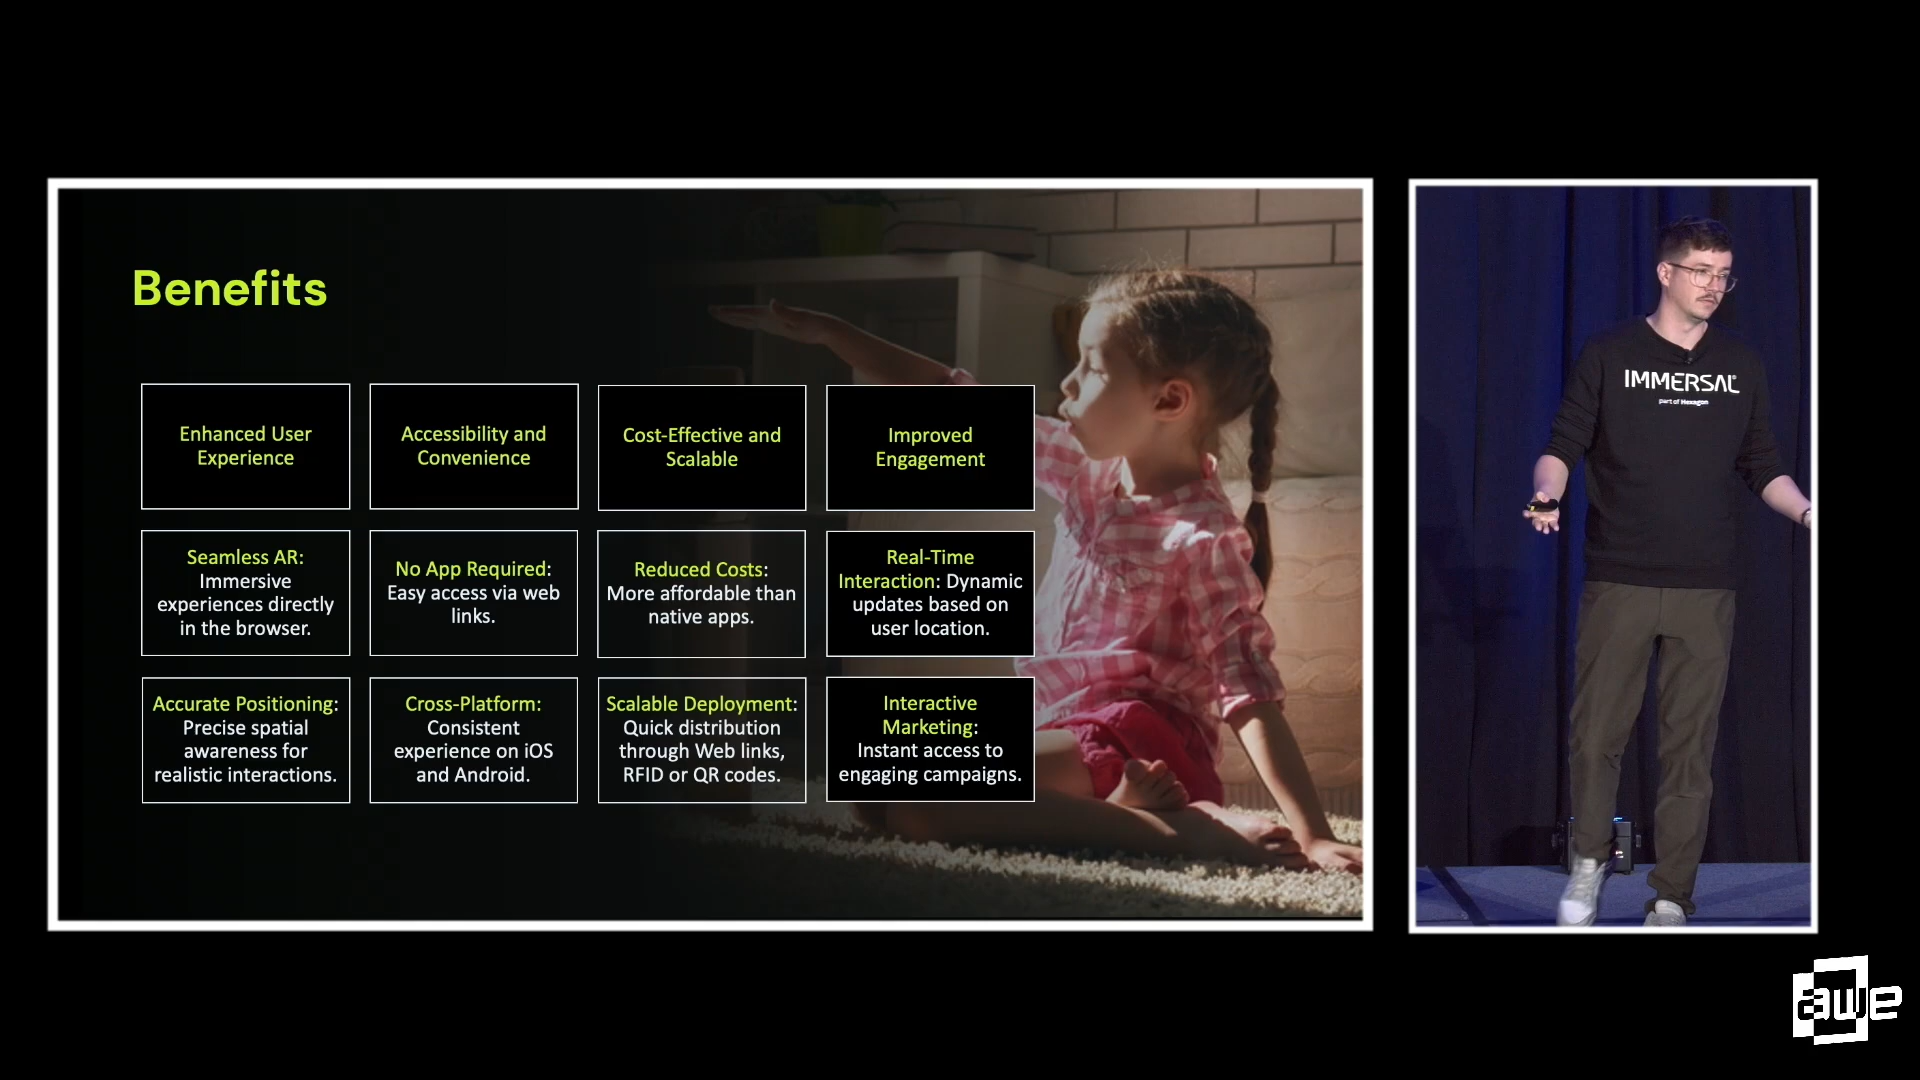 Benefits
Enhanced User
Experience
Accessibility and
Convenience
Cost-Effective and
Scalable
Improved
Engagement
Seamless AR:
Immersive
experiences directly
in the browser.
No App Required:
Easy access via web
links.
Reduced Costs:
More affordable than
native apps.
Real-Time
Interaction: Dynamic
updates based on
user location.
Accurate Positioning:
Precise spatial
awareness for
realistic interactions.
Cross-Platform:
Consistent
experience on iOS
and Android.
Scalable Deployment:
Quick distribution
through Web links,
RFID or QR codes.
Interactive
Marketing:
Instant access to
engaging campaigns.
IMMERSAL®
part of Hexagon
awe